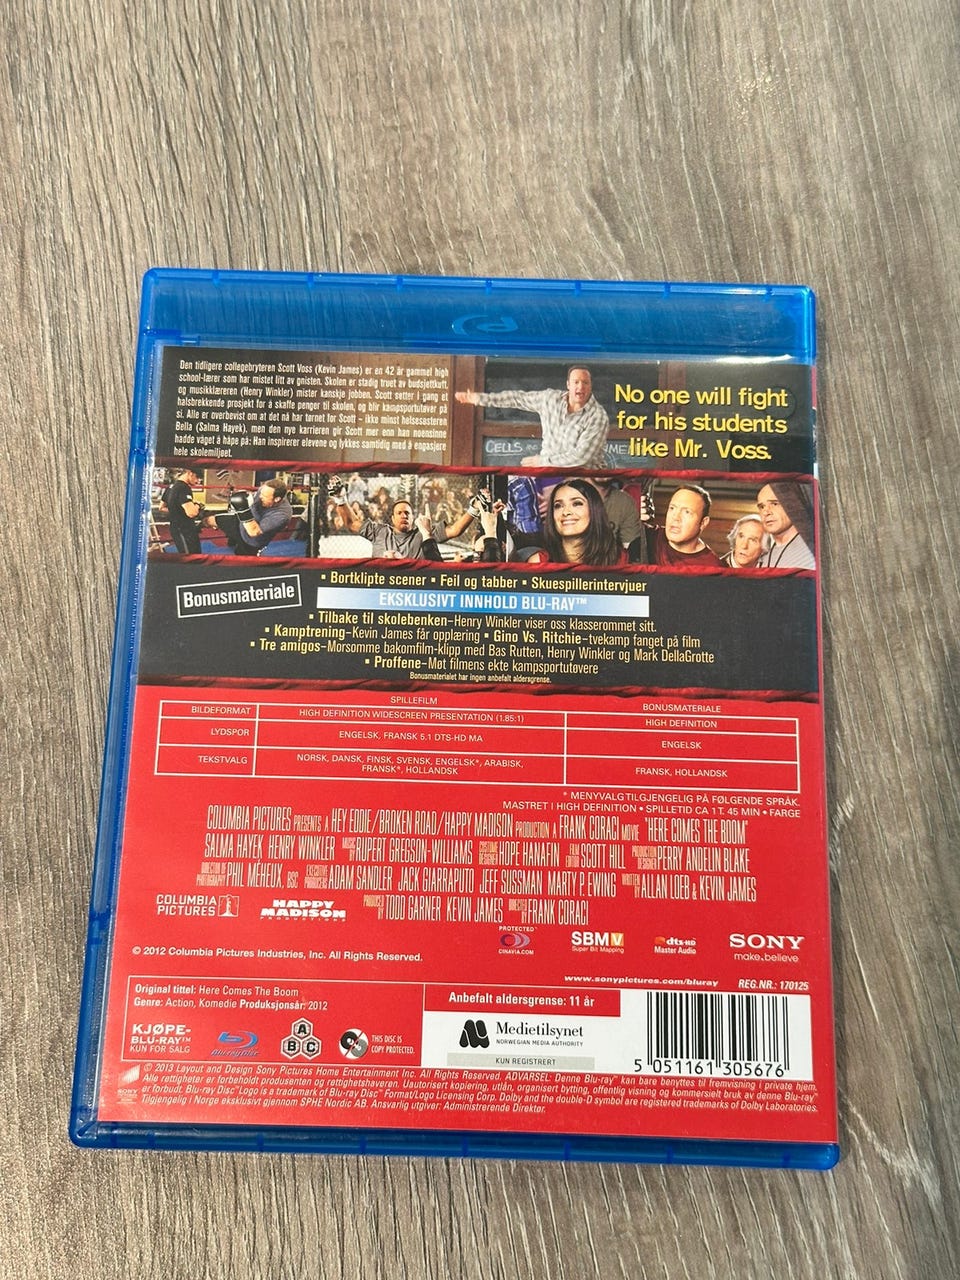 Den tidligere collegebryteren Scott Voss (Kevin James) er en 42 år gammel high
school-lærer som har mistet litt av gnisten. Skolen er stadig truet av budsjettkutt,
og musikklæreren (Henry Winkler) mister kanskje jobben. Scott setter i gang et
halsbrekkende prosjekt for å skaffe penger til skolen, og blir kampsportutøver på
si. Alle er overbevist om at det nå har tørnet for Scott – ikke minst helsesøsteren
Bella (Salma Hayek), men den nye karrieren gir Scott mer enn han noensinne
hadde våget å håpe på: Han inspirerer elevene og lykkes samtidig med å engasjere
hele skolemiljøet.
No one will fight
for his students
like Mr. Voss.
CELLS
Bonusmateriale
• Bortklipte scener • Feil og tabber • Skuespillerintervjuer
EKSKLUSIVT INNHOLD BLU-RAY™
• Tilbake til skolebenken–Henry Winkler viser oss klasserommet sitt.
• Kamptrening–Kevin James får opplæring • Gino Vs. Ritchie–tvekamp fanget på film
• Tre amigos–Morsomme bakomfilm-klipp med Bas Rutten, Henry Winkler og Mark DellaGrotte
• Proffene–Møt filmens ekte kampsportutøvere
Bonusmaterialet har ingen anbefalt aldersgrense.
SPILLEFILM BONUSMATERIALE
BILDEFORMAT HIGH DEFINITION WIDESCREEN PRESENTATION (1.85:1) HIGH DEFINITION
LYDSPOR ENGELSK, FRANSK 5.1 DTS-HD MA ENGELSK
TEKSTVALG NORSK, DANSK, FINSK, SVENSK, ENGELSK*, ARABISK,
FRANSK*, HOLLANDSK FRANSK, HOLLANDSK
* MENYVALG TILGJENGELIG PÅ FØLGENDE SPRÅK.
MASTRET I HIGH DEFINITION • SPILLETID CA 1 T. 45 MIN • FARGE
COLUMBIA PICTURES PRESENTS A HEY EDDIE/BROKEN ROAD/HAPPY MADISON PRODUCTION A FRANK CORACI MOVIE "HERE COMES THE BOOM"
SALMA HAYEK HENRY WINKLER MUSIC BY RUPERT GREGSON-WILLIAMS COSTUME DESIGNER HOPE HANAFIN FILM EDITOR SCOTT HILL PRODUCTION DESIGNER PERRY ANDELIN BLAKE
DIRECTOR OF PHOTOGRAPHY PHIL MÉHEUX, BSC EXECUTIVE PRODUCERS ADAM SANDLER JACK GIARRAPUTO JEFF SUSSMAN MARTY P. EWING WRITTEN BY ALLAN LOEB & KEVIN JAMES
PRODUCED BY TODD GARNER KEVIN JAMES DIRECTED BY FRANK CORACI
COLUMBIA
PICTURES
HAPPY
MADISON
PRODUCTIONS
PROTECTED
CINAVIA.COM
SBMV
Super Bit Mapping
dts-HD
Master Audio
SONY
make.believe
© 2012 Columbia Pictures Industries, Inc. All Rights Reserved.
www.sonypictures.com/bluray REG.NR.: 170125
Original tittel: Here Comes The Boom
Genre: Action, Komedie Produksjonsår: 2012
Anbefalt aldersgrense: 11 år
KJØPE-
BLU-RAY™
KUN FOR SALG
Blu-ray Disc
A
B C
THIS DISC IS
COPY PROTECTED.
Medietilsynet
NORWEGIAN MEDIA AUTHORITY
KUN REGISTRERT
5 051161 305676
SONY
© 2013 Layout and Design Sony Pictures Home Entertainment Inc. All Rights Reserved. ADVARSEL: Denne Blu-ray™ kan bare benyttes til fremvisning i private hjem.
Alle rettigheter er forbeholdt produsenten og rettighetshaveren. Uautorisert kopiering, utlån, organisert bytting, offentlig visning og kommersielt bruk av denne Blu-ray™
er forbudt. Blu-ray Disc™ Logo is a trademark of Blu-ray Disc™ Format/Logo Licensing Corp. Dolby and the double-D symbol are registered trademarks of Dolby Laboratories.
Tilgjengelig i Norge eksklusivt gjennom SPHE Nordic AB. Ansvarlig utgiver: Administrerende Direktør.